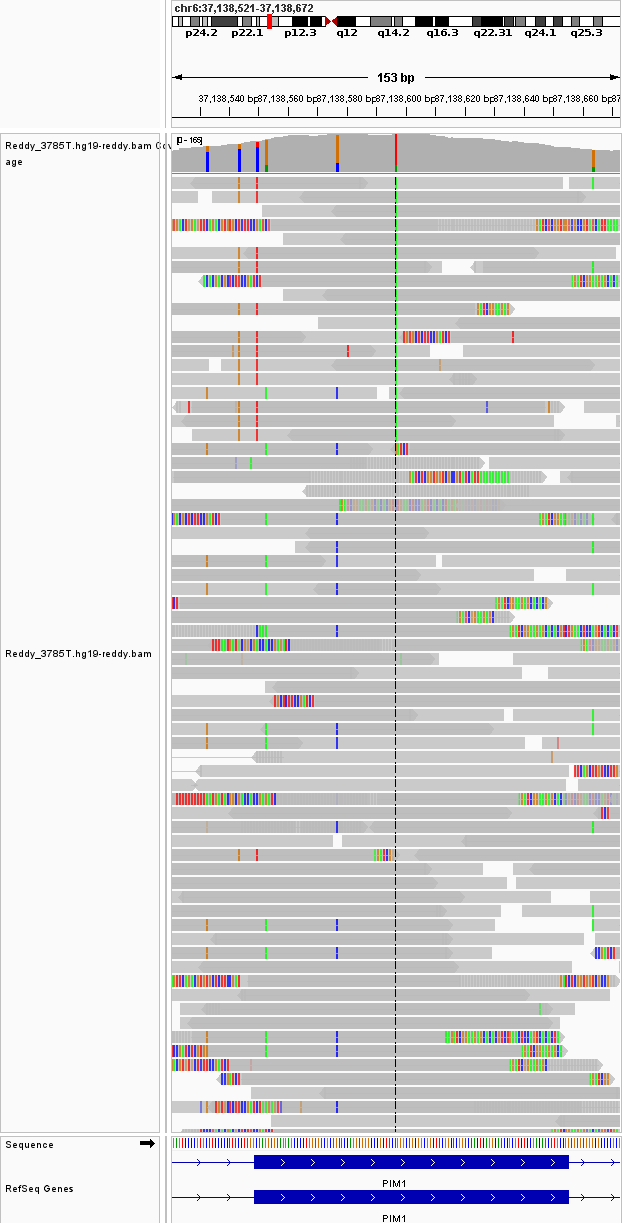 chr6:37,138,521-37,138,672
p24.2 p22.1 p12.3 q12 q14.2 q16.3 q22.31 q24.1 q25.3
153 bp
37,138,540 bp 37,138,560 bp 37,138,580 bp 37,138,600 bp 37,138,620 bp 37,138,640 bp 37,138,660 bp
Reddy_3785T.hg19-reddy.bam
age
[0 - 165]
Reddy_3785T.hg19-reddy.bam
Sequence
RefSeq Genes
PIM1
PIM1